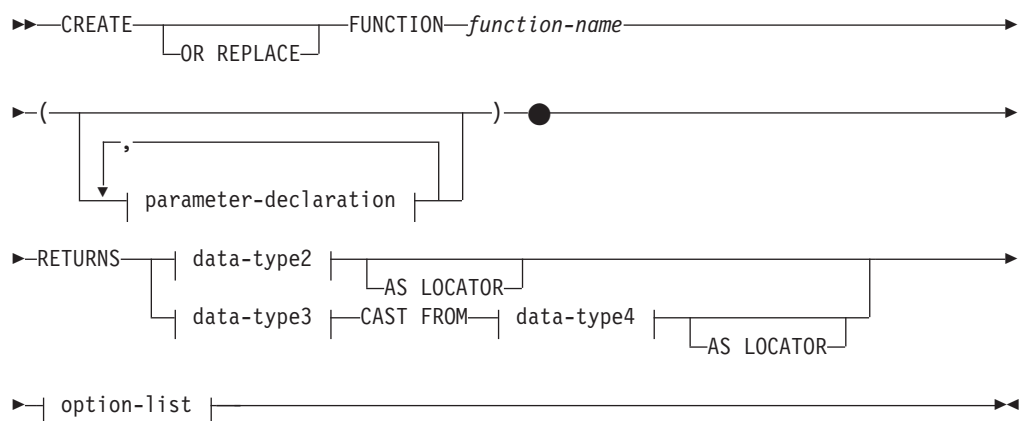 CREATE OR REPLACE FUNCTION function-name
( , parameter-declaration )
RETURNS data-type2 AS LOCATOR
data-type3 CAST FROM data-type4 AS LOCATOR
option-list